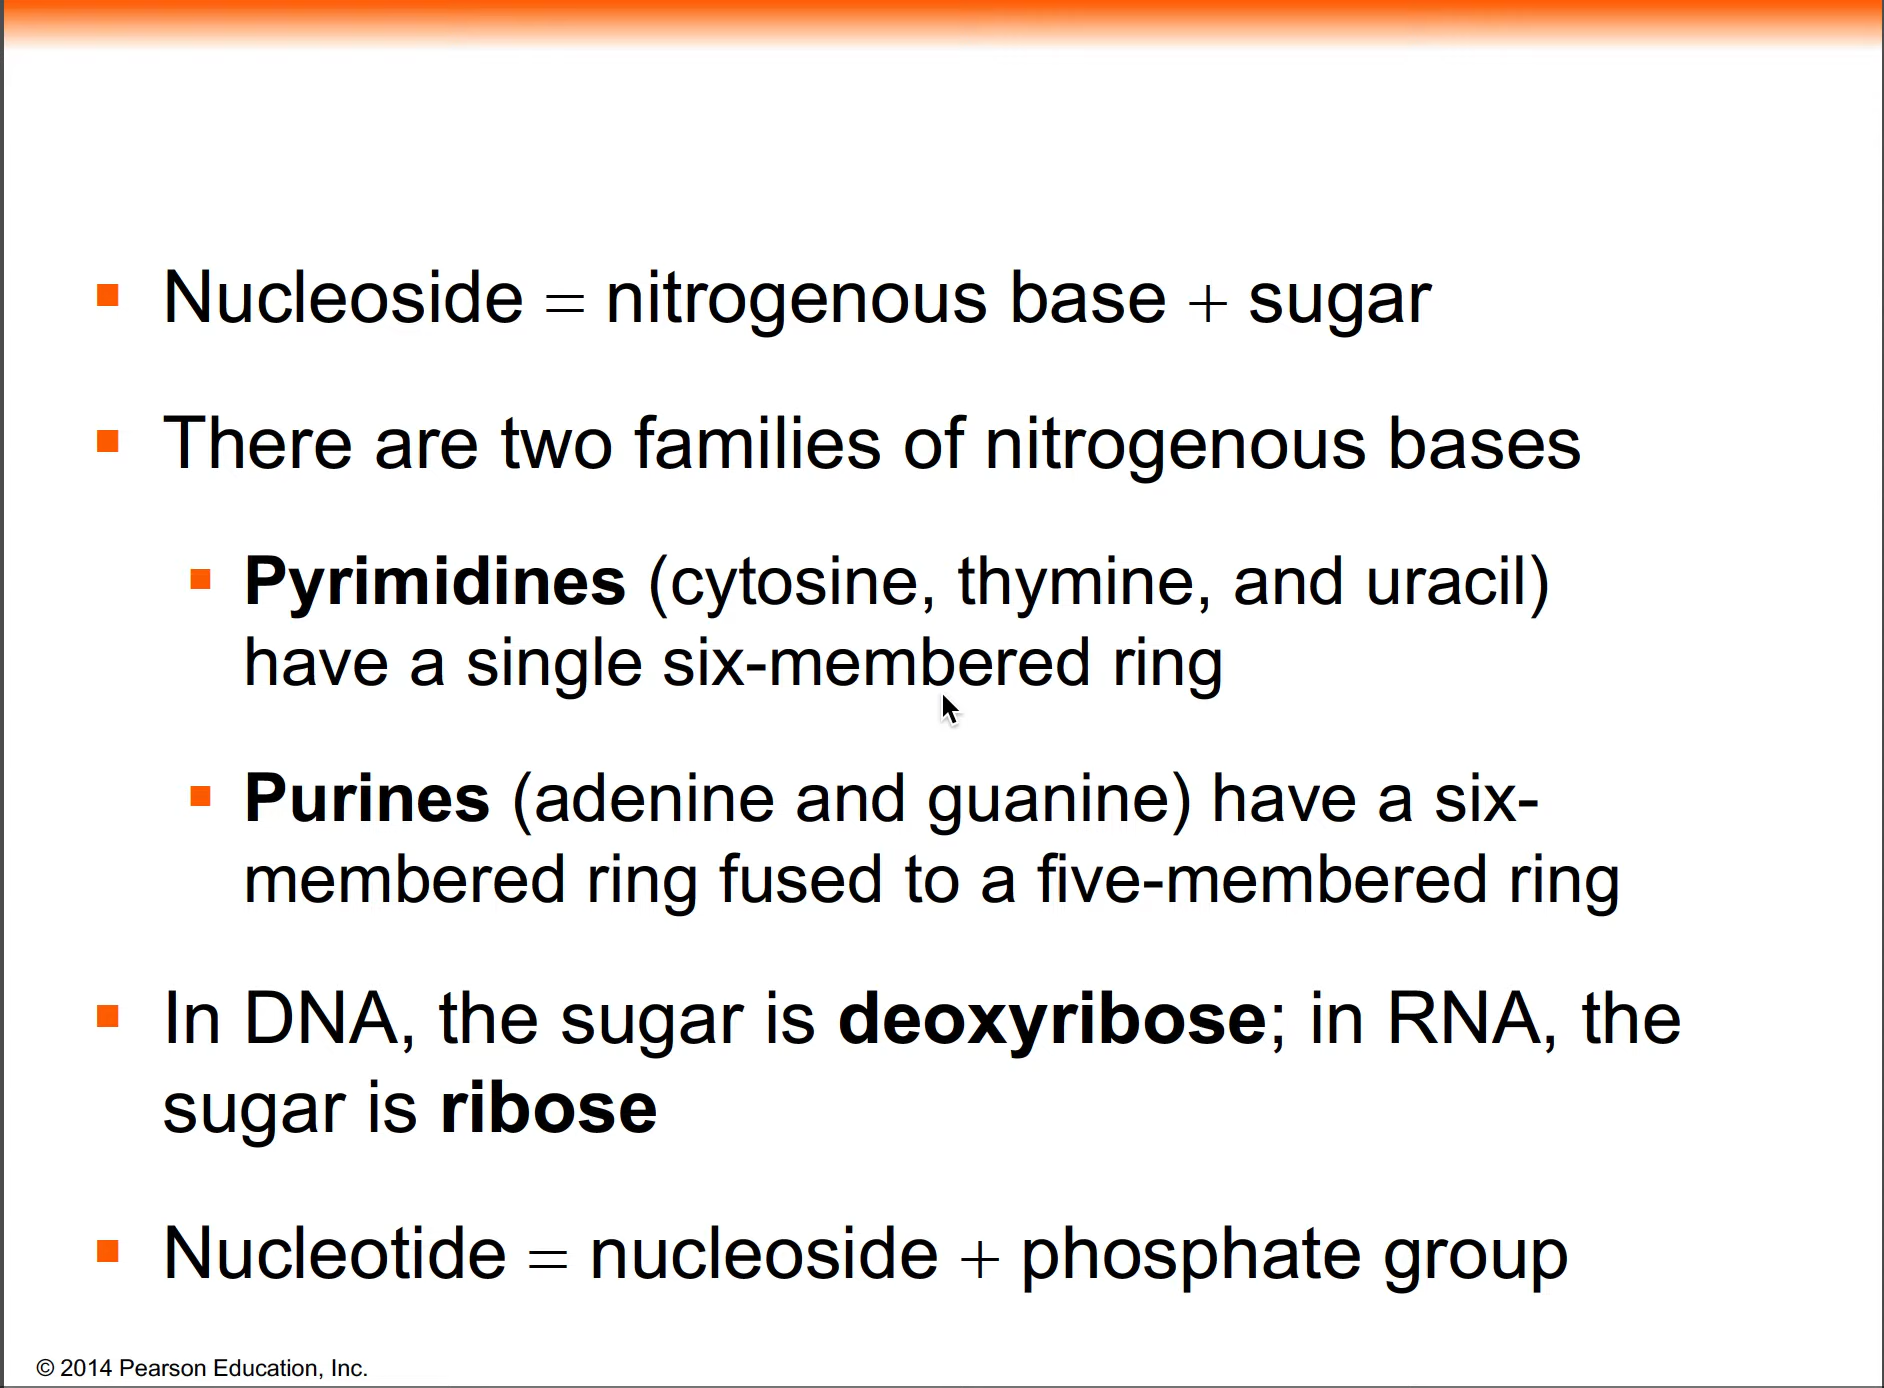 Nucleoside = nitrogenous base + sugar
There are two families of nitrogenous bases
Pyrimidines (cytosine, thymine, and uracil)
have a single six-membered ring
Purines (adenine and guanine) have a six-
membered ring fused to a five-membered ring
In DNA, the sugar is deoxyribose; in RNA, the
sugar is ribose
Nucleotide = nucleoside + phosphate group
© 2014 Pearson Education, Inc.